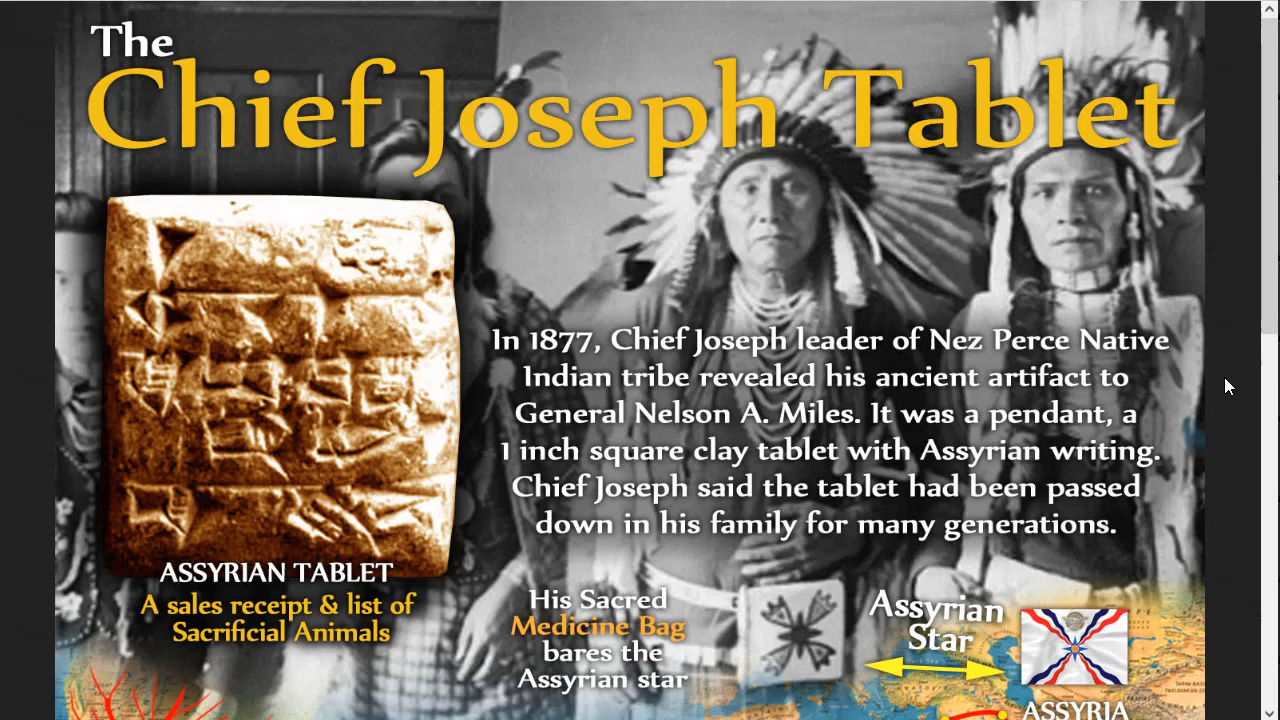 The
Chief Joseph Tablet
In 1877, Chief Joseph leader of Nez Perce Native
Indian tribe revealed his ancient artifact to
General Nelson A. Miles. It was a pendant, a
1 inch square clay tablet with Assyrian writing.
Chief Joseph said the tablet had been passed
down in his family for many generations.
ASSYRIAN TABLET
A sales receipt & list of
Sacrificial Animals
His Sacred
Medicine Bag
bares the
Assyrian star
Assyrian
Star
ASSYRIA